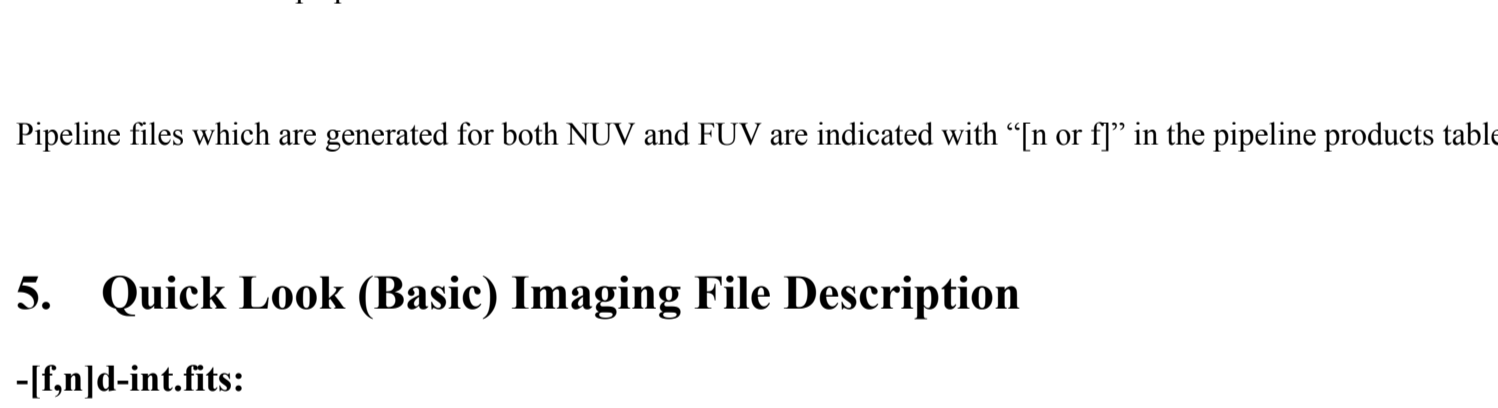 Pipeline files which are generated for both NUV and FUV are indicated with “[n or f]” in the pipeline products
5. Quick Look (Basic) Imaging File Description
-[f,n]d-int.fits: